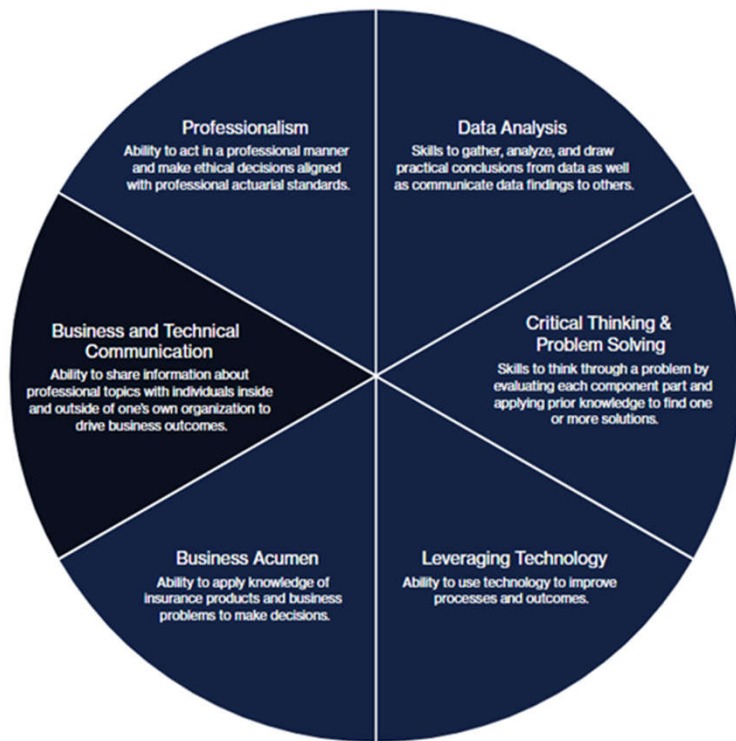 Professionalism
Ability to act in a professional manner
and make ethical decisions aligned
with professional actuarial standards.
Data Analysis
Skills to gather, analyze, and draw
practical conclusions from data as well
as communicate data findings to others.
Business and Technical
Communication
Ability to share information about
professional topics with individuals inside
and outside of one's own organization to
drive business outcomes.
Critical Thinking &
Problem Solving
Skills to think through a problem by
evaluating each component part and
applying prior knowledge to find one
or more solutions.
Business Acumen
Ability to apply knowledge of
insurance products and business
problems to make decisions.
Leveraging Technology
Ability to use technology to improve
processes and outcomes.